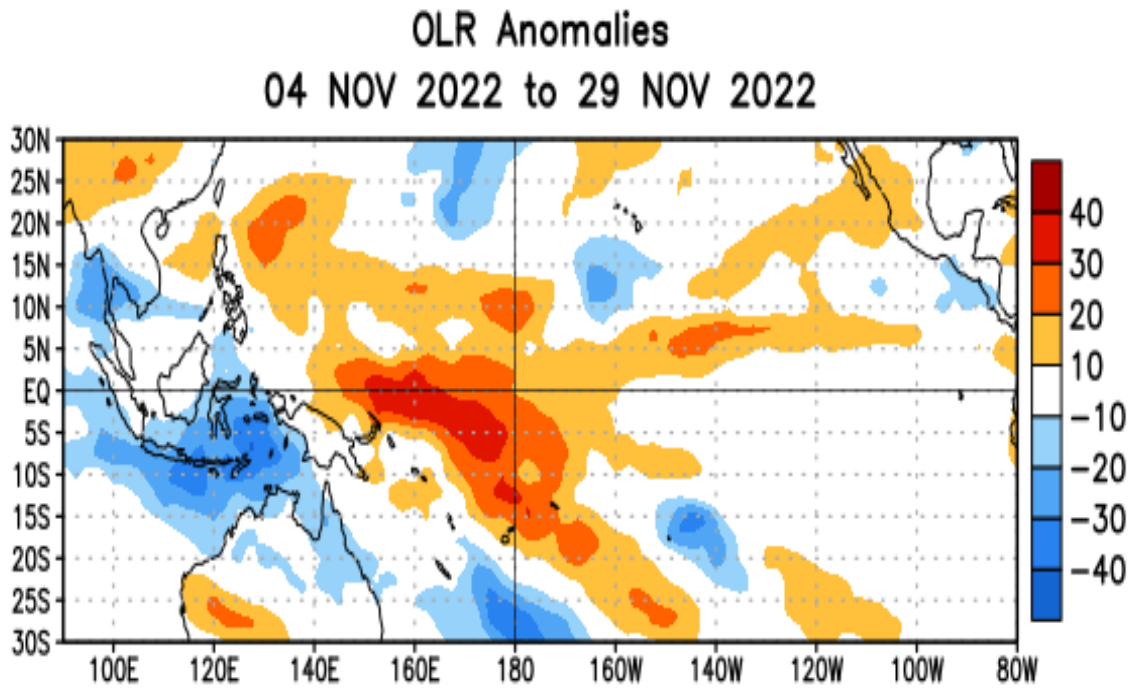 OLR Anomalies
04 NOV 2022 to 29 NOV 2022
30N
25N
20N
15N
10N
5N
EQ
5S
10S
15S
20S
25S
30S
100E 120E 140E 160E 180 160W 140W 120W 100W 80W
40
30
20
10
-10
-20
-30
-40